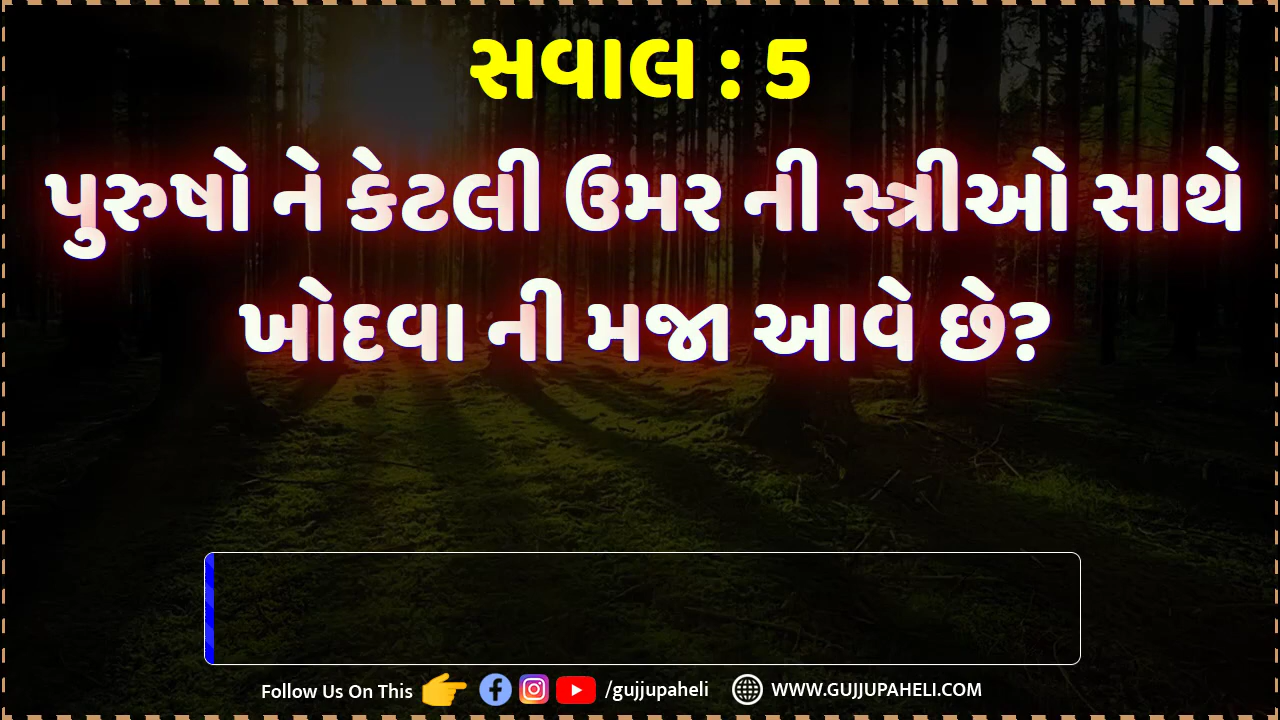 સવાલ : 5
પુરુષો ને કેટલી ઉમર ની સ્ત્રીઓ સાથે
ખોદવા ની મજા આવે છે?
Follow Us On This /gujjupaheli WWW.GUJJUPAHELI.COM